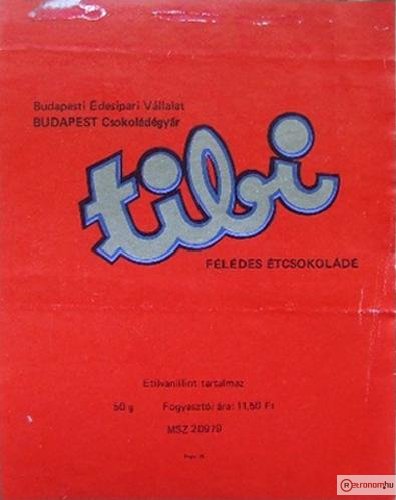 Budapesti Édesipari Vállalat
BUDAPEST Csokoládégyár
tibi
FÉLÉDES ÉTCSOKOLÁDÉ
Etilvanillint tartalmaz
50 g Fogyasztói ára: 11,50 Ft
MSZ 20979
Retronom.hu